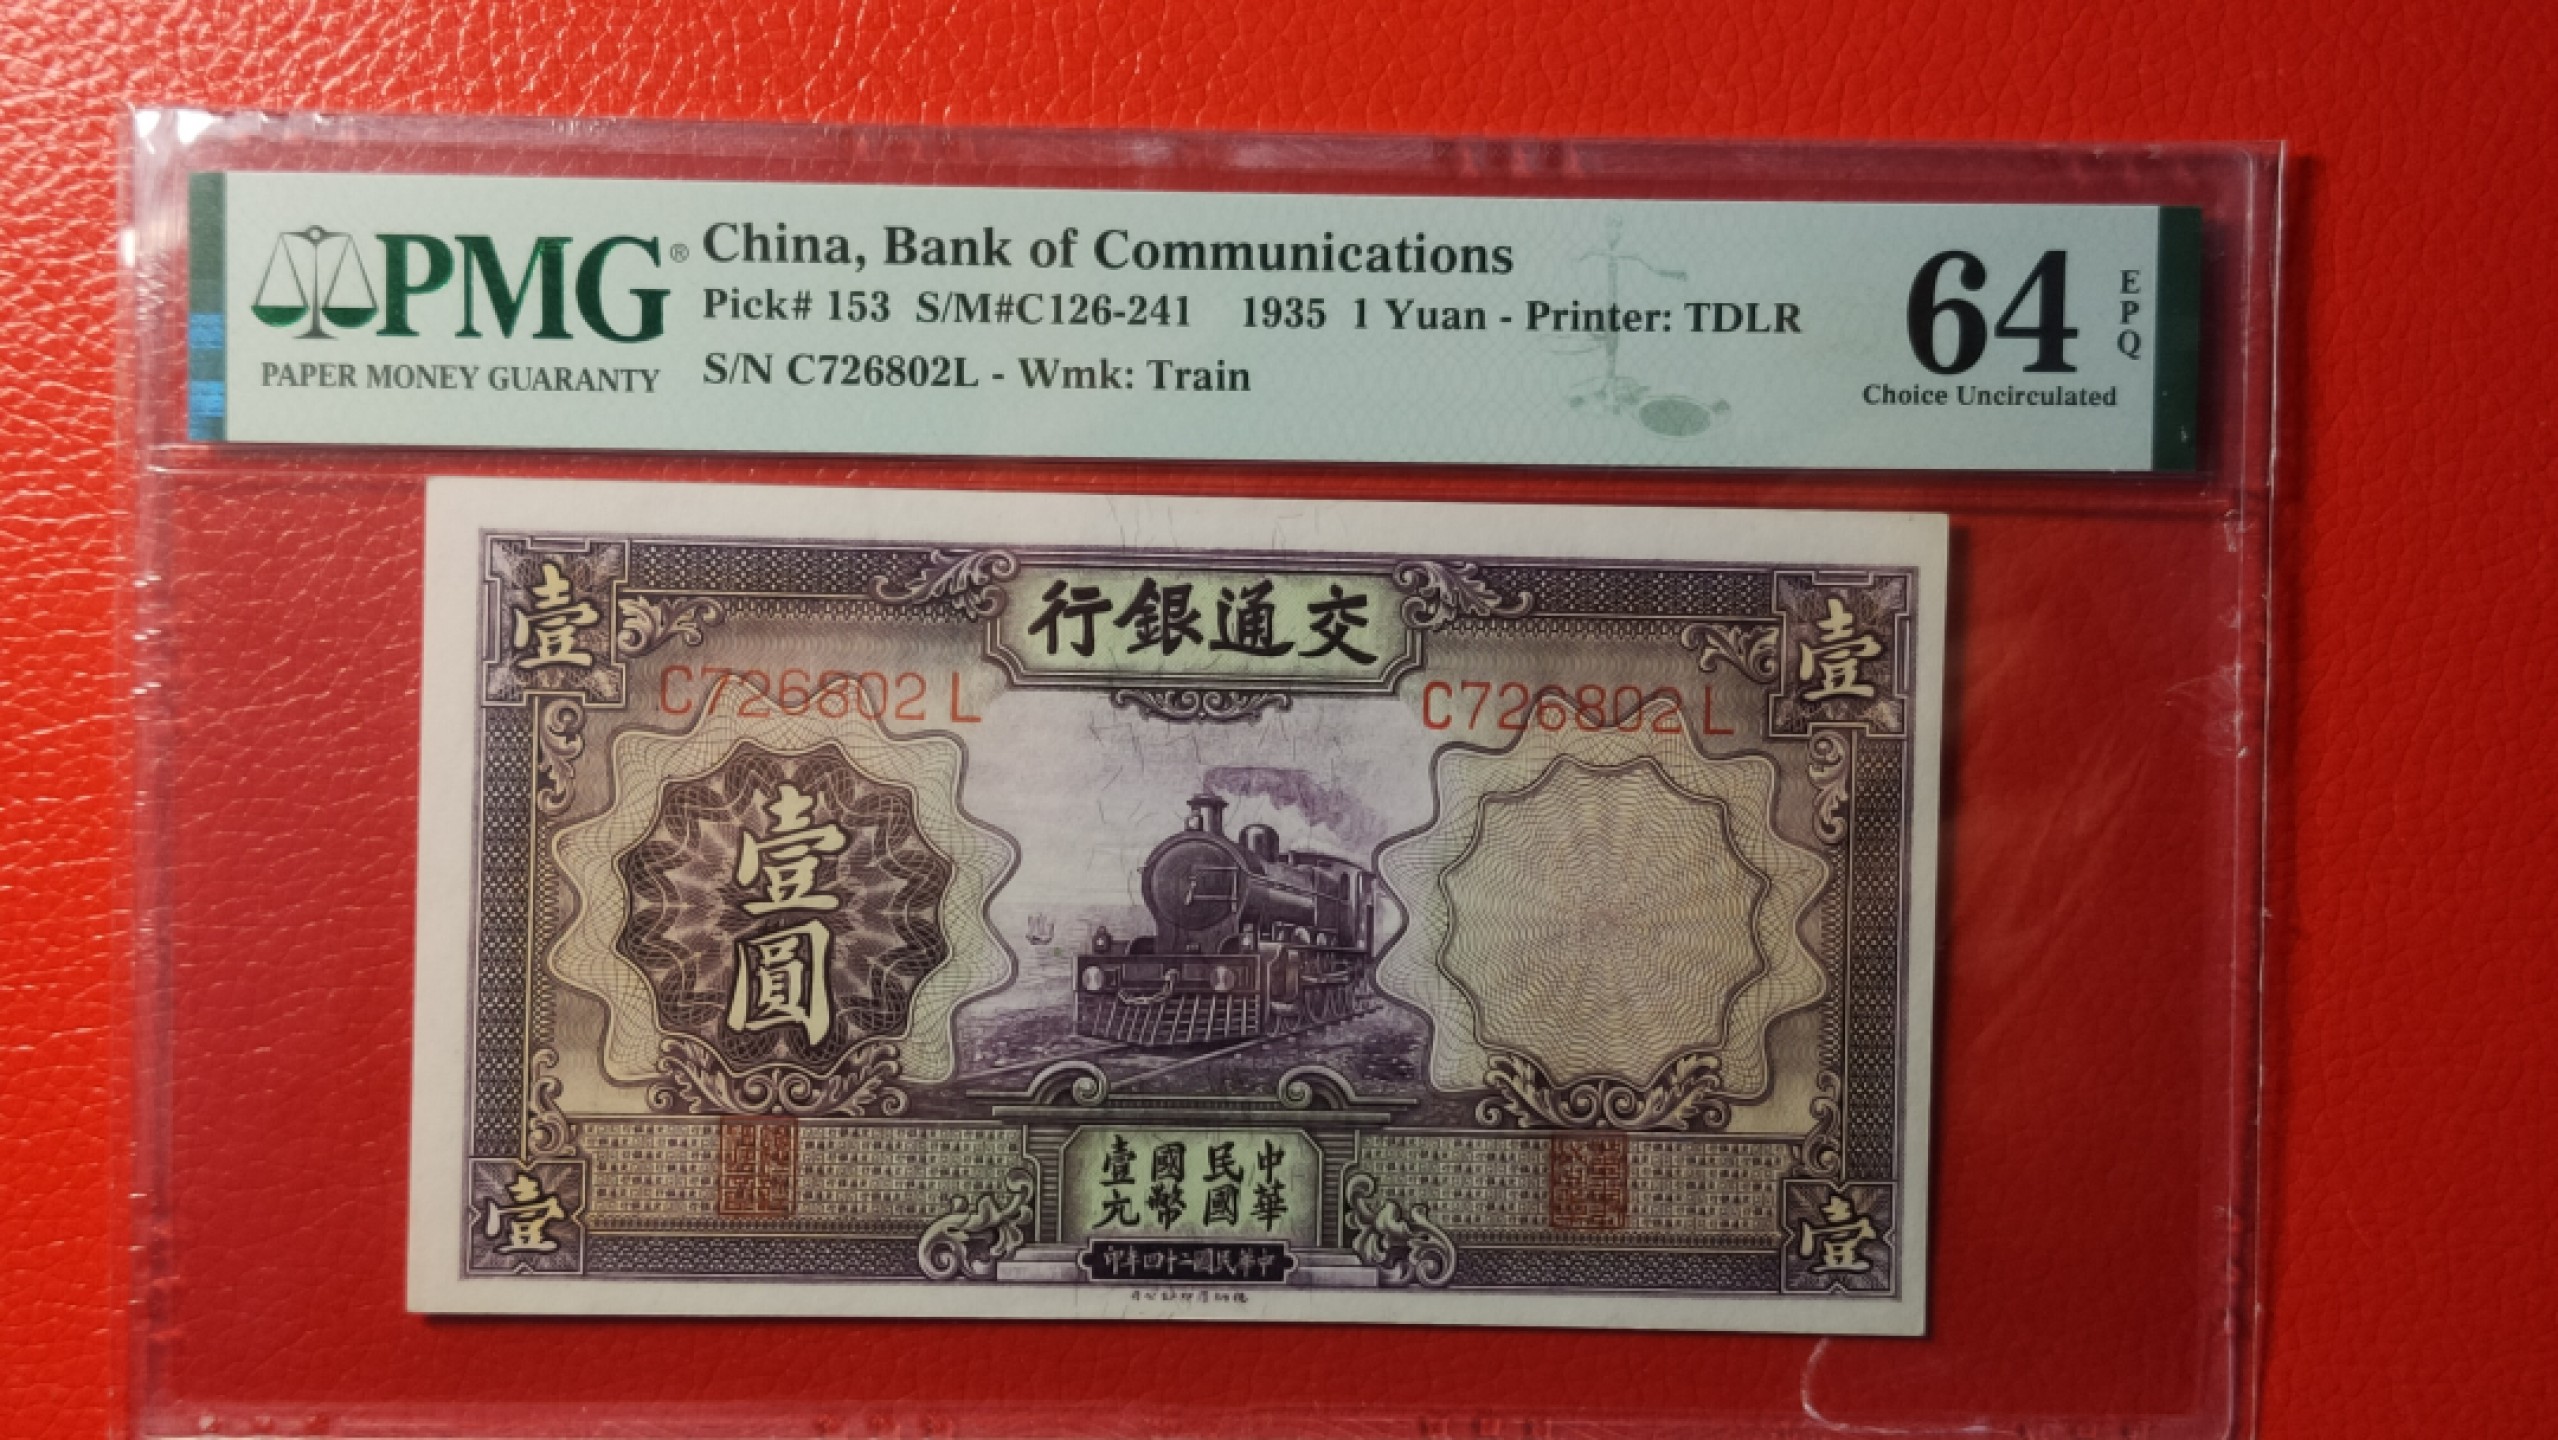 PMG®
PAPER MONEY GUARANTY
China, Bank of Communications
Pick# 153 S/M#C126-241 1935 1 Yuan - Printer: TDLR
S/N C726802L - Wmk: Train
64
EPQ
Choice Uncirculated
壹
行銀通交
壹
C726802 L
C726802 L
壹圓
中華民國國幣壹元
印年四十二國民華中
壹
壹